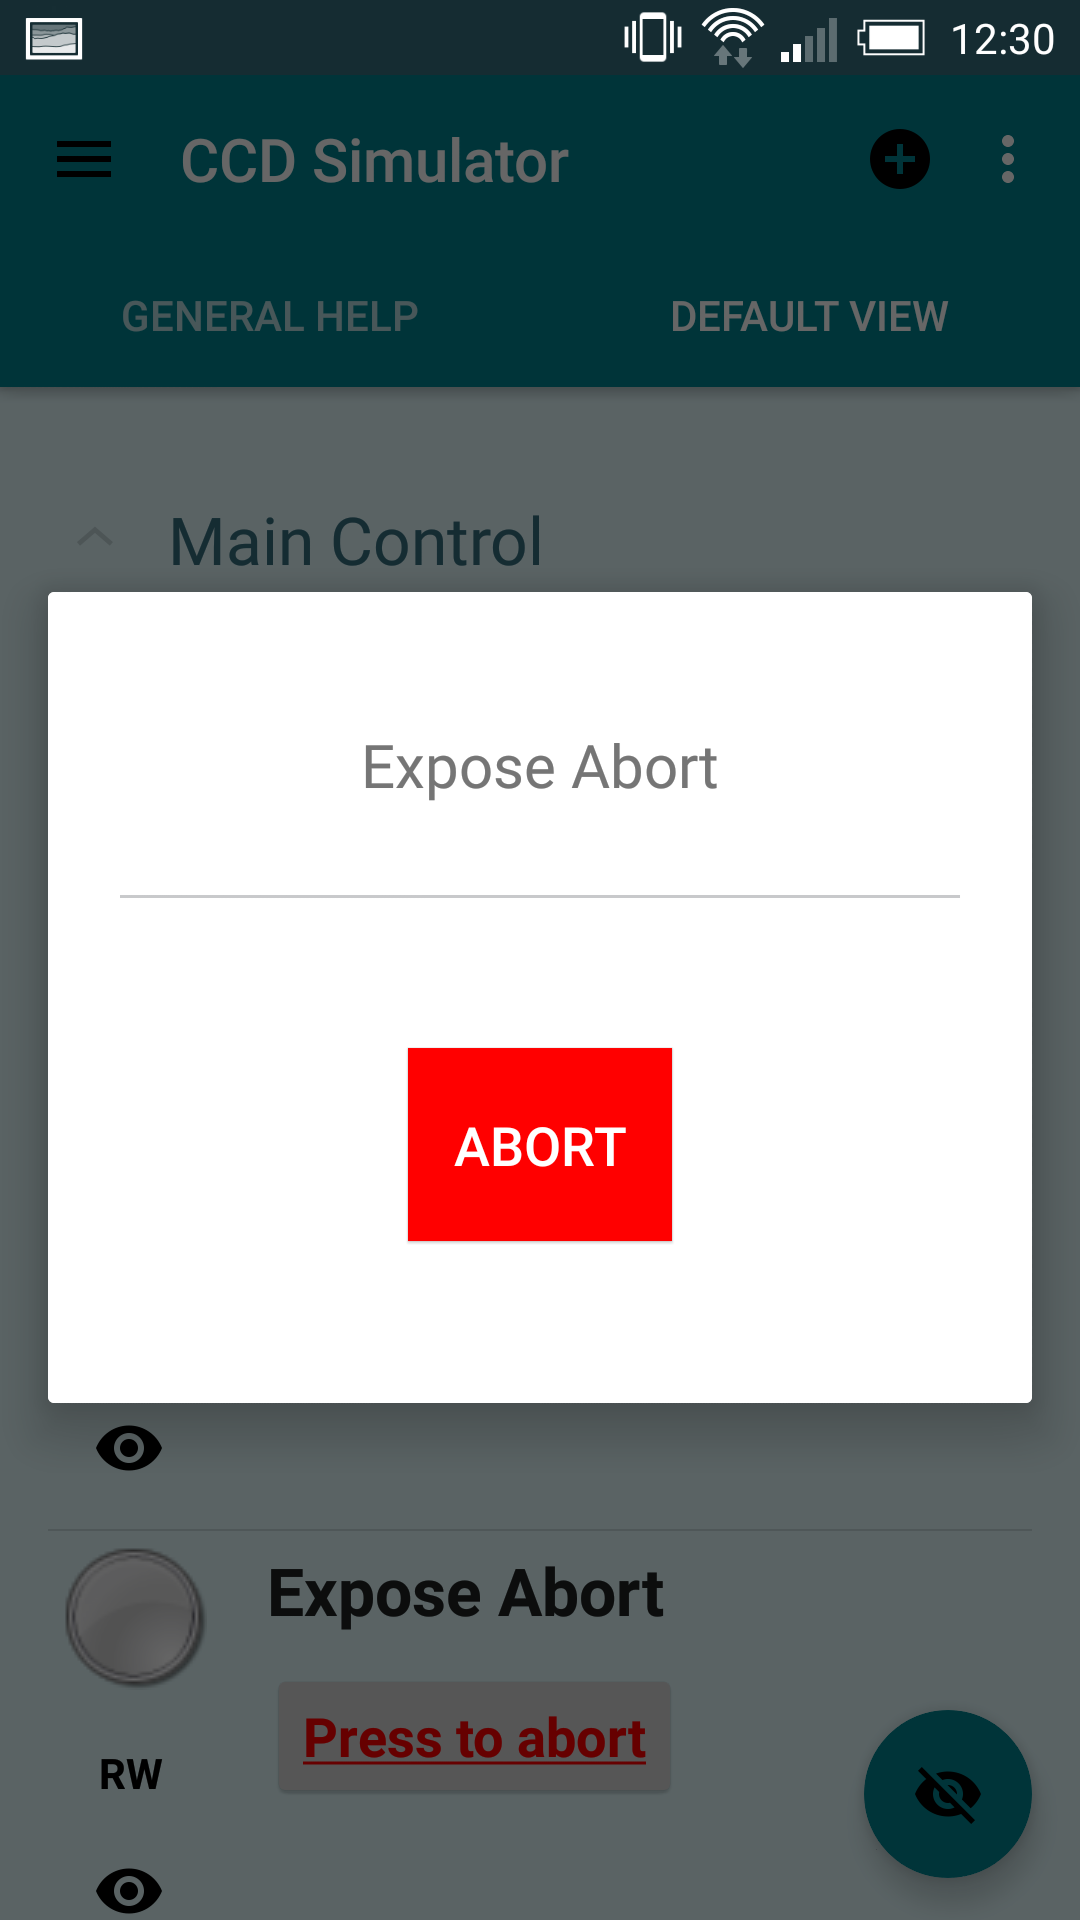 12:30
CCD Simulator
GENERAL HELP
DEFAULT VIEW
Main Control
Expose Abort
ABORT
Expose Abort
Press to abort
RW